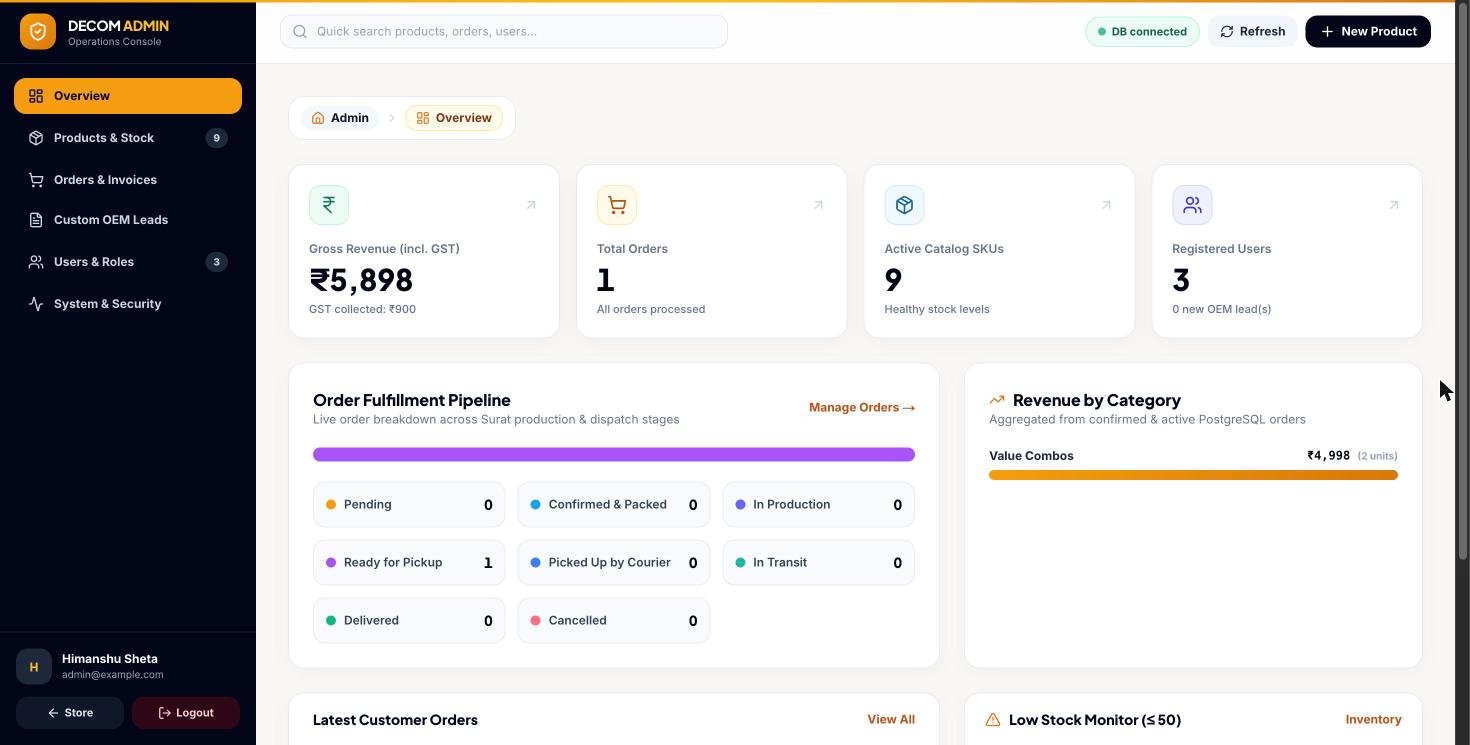 DECOM ADMIN
Operations Console
Overview
Products & Stock 9
Orders & Invoices
Custom OEM Leads
Users & Roles 3
System & Security
H
Himanshu Sheta
admin@example.com
← Store
Logout
Quick search products, orders, users...
DB connected
Refresh
+ New Product
Admin > Overview
₹
Gross Revenue (incl. GST)
₹5,898
GST collected: ₹900
Total Orders
1
All orders processed
Active Catalog SKUs
9
Healthy stock levels
Registered Users
3
0 new OEM lead(s)
Order Fulfillment Pipeline
Live order breakdown across Surat production & dispatch stages
Manage Orders →
Pending 0
Confirmed & Packed 0
In Production 0
Ready for Pickup 1
Picked Up by Courier 0
In Transit 0
Delivered 0
Cancelled 0
Revenue by Category
Aggregated from confirmed & active PostgreSQL orders
Value Combos ₹4,998 (2 units)
Latest Customer Orders View All
Low Stock Monitor (≤50) Inventory